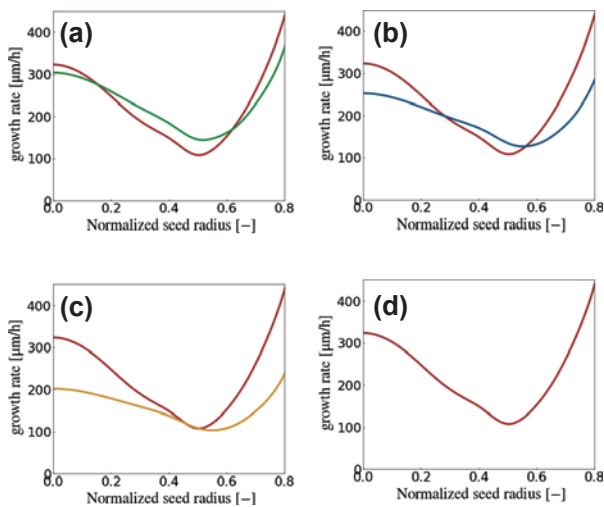 (a)
growth rate [µm/h]
400
300
200
100
0
0.0 0.2 0.4 0.6 0.8
Normalized seed radius [−]
(b)
growth rate [µm/h]
400
300
200
100
0
0.0 0.2 0.4 0.6 0.8
Normalized seed radius [−]
(c)
growth rate [µm/h]
400
300
200
100
0
0.0 0.2 0.4 0.6 0.8
Normalized seed radius [−]
(d)
growth rate [µm/h]
400
300
200
100
0
0.0 0.2 0.4 0.6 0.8
Normalized seed radius [−]